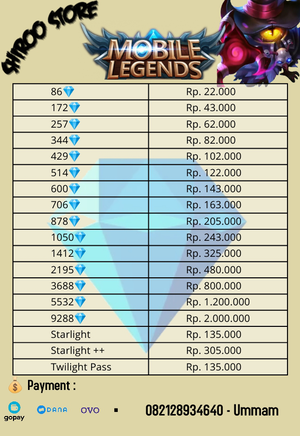 SHIROO STORE
MOBILE
LEGENDS
86💎 Rp. 22.000
172💎 Rp. 43.000
257💎 Rp. 62.000
344💎 Rp. 82.000
429💎 Rp. 102.000
514💎 Rp. 122.000
600💎 Rp. 143.000
706💎 Rp. 163.000
878💎 Rp. 205.000
1050💎 Rp. 243.000
1412💎 Rp. 325.000
2195💎 Rp. 480.000
3688💎 Rp. 800.000
5532💎 Rp. 1.200.000
9288💎 Rp. 2.000.000
Starlight Rp. 135.000
Starlight ++ Rp. 305.000
Twilight Pass Rp. 135.000
💰 Payment :
gopay DANA OVO ▪ 082128934640 - Ummam